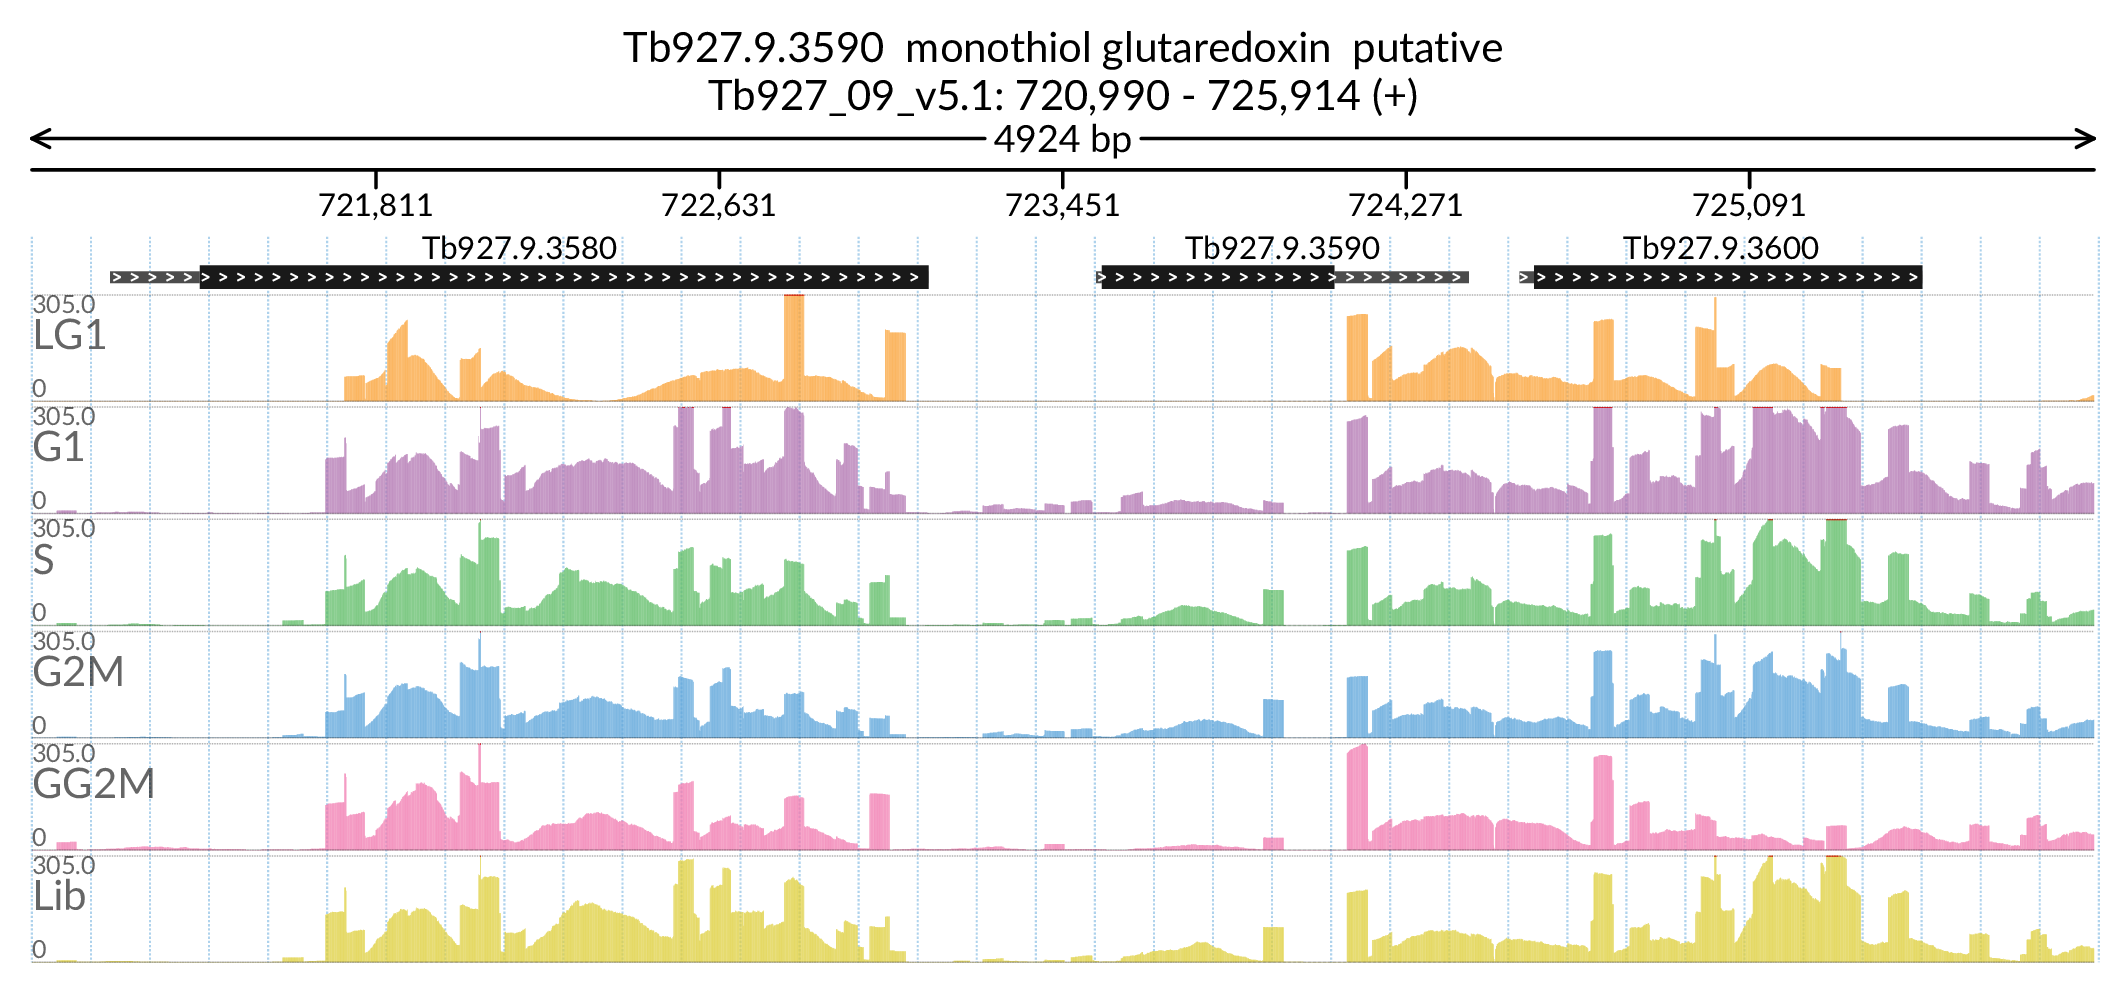 Tb927.9.3590  monothiol glutaredoxin  putative
Tb927_09_v5.1: 720,990 - 725,914 (+)
4924 bp
721,811 722,631 723,451 724,271 725,091
Tb927.9.3580 Tb927.9.3590 Tb927.9.3600
305.0
LG1
0
305.0
G1
0
305.0
S
0
305.0
G2M
0
305.0
GG2M
0
305.0
Lib
0